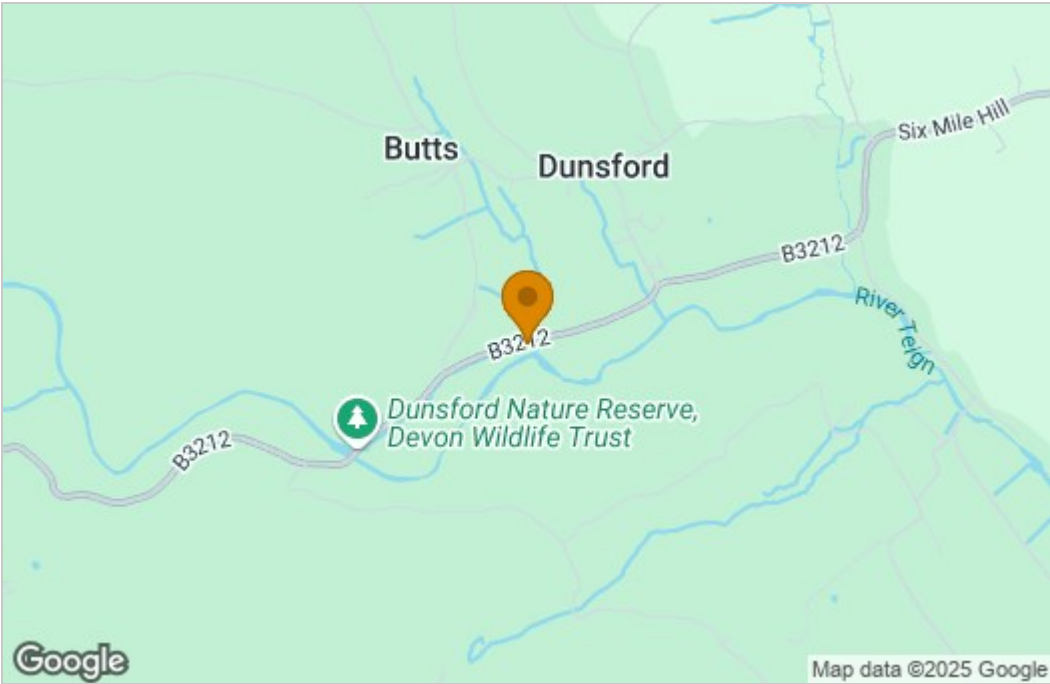 Six Mile Hill
Butts
Dunsford
B3212
River Teign
B3212
Dunsford Nature Reserve,
Devon Wildlife Trust
B3212
Google
Map data ©2025 Google